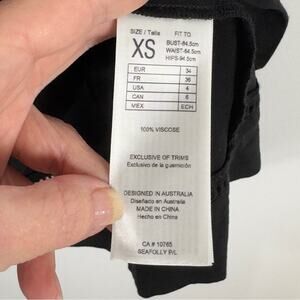 SIZE / Talla FIT TO
XS
BUST-84.5cm
WAIST-64.5cm
HIPS-94.5cm
EUR 34
FR 36
USA 4
CAN 6
MEX ECH
100% VISCOSE
EXCLUSIVE OF TRIMS
Exclusivo de la guarnición
DESIGNED IN AUSTRALIA
Diseñado en Australia
MADE IN CHINA
Hecho en China
CA # 10765
SEAFOLLY P/L